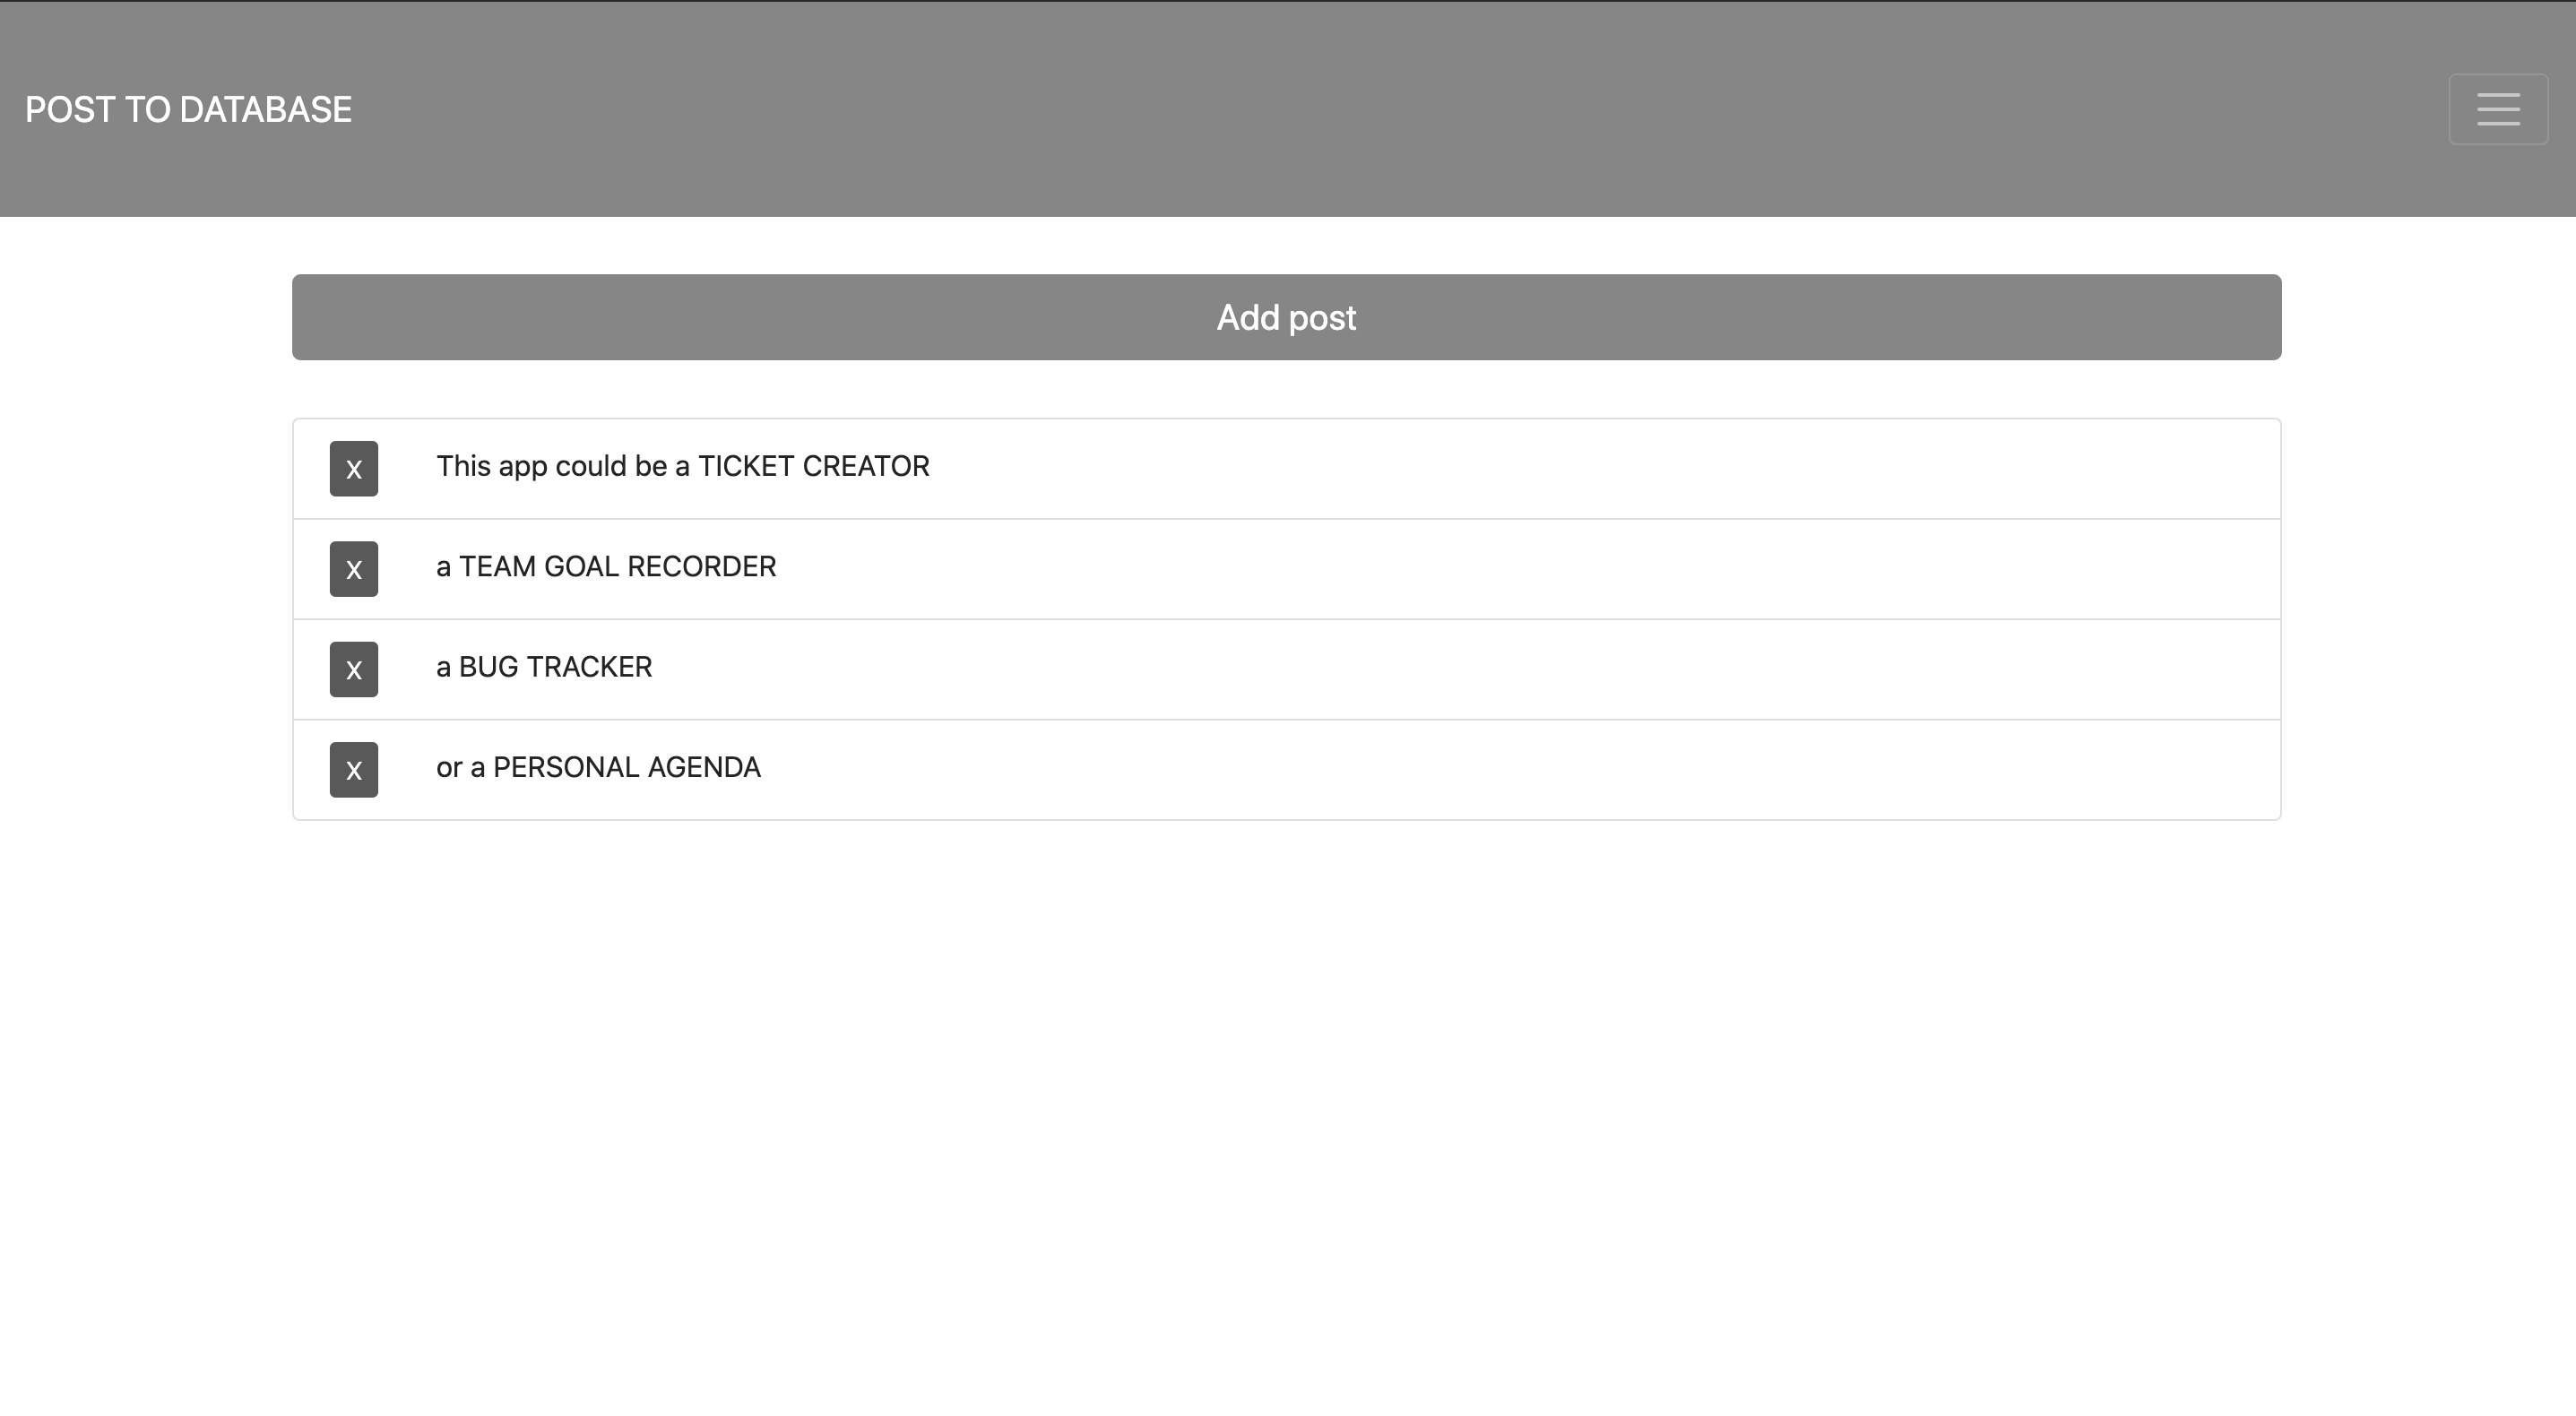 POST TO DATABASE
Add post
x This app could be a TICKET CREATOR
x a TEAM GOAL RECORDER
x a BUG TRACKER
x or a PERSONAL AGENDA